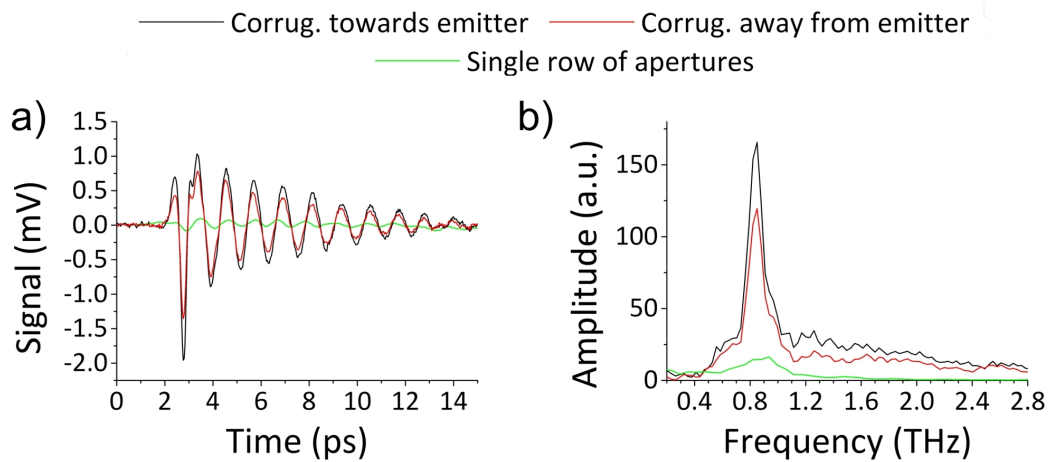 Corrug. towards emitter
Corrug. away from emitter
Single row of apertures
a)
1.5
1.0
0.5
0.0
-0.5
-1.0
-1.5
-2.0
Signal (mV)
0 2 4 6 8 10 12 14
Time (ps)
b)
150
100
50
0
Amplitude (a.u.)
0.4 0.8 1.2 1.6 2.0 2.4 2.8
Frequency (THz)